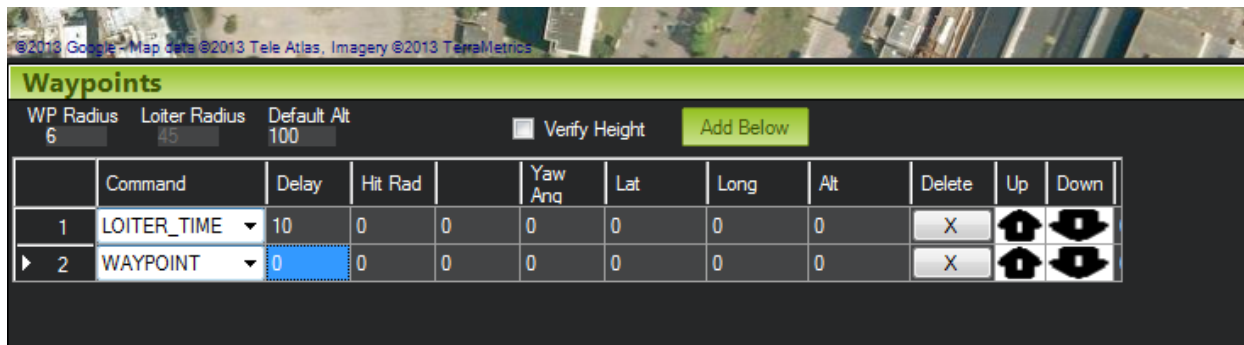 ©2013 Google - Map data ©2013 Tele Atlas, Imagery ©2013 TerraMetrics
Waypoints
WP Radius Loiter Radius Default Alt
6 45 100 Verify Height Add Below
Command Delay Hit Rad Yaw Ang Lat Long Alt Delete Up Down
1 LOITER_TIME 10 0 0 0 0 0 0 X
2 WAYPOINT 0 0 0 0 0 0 0 X